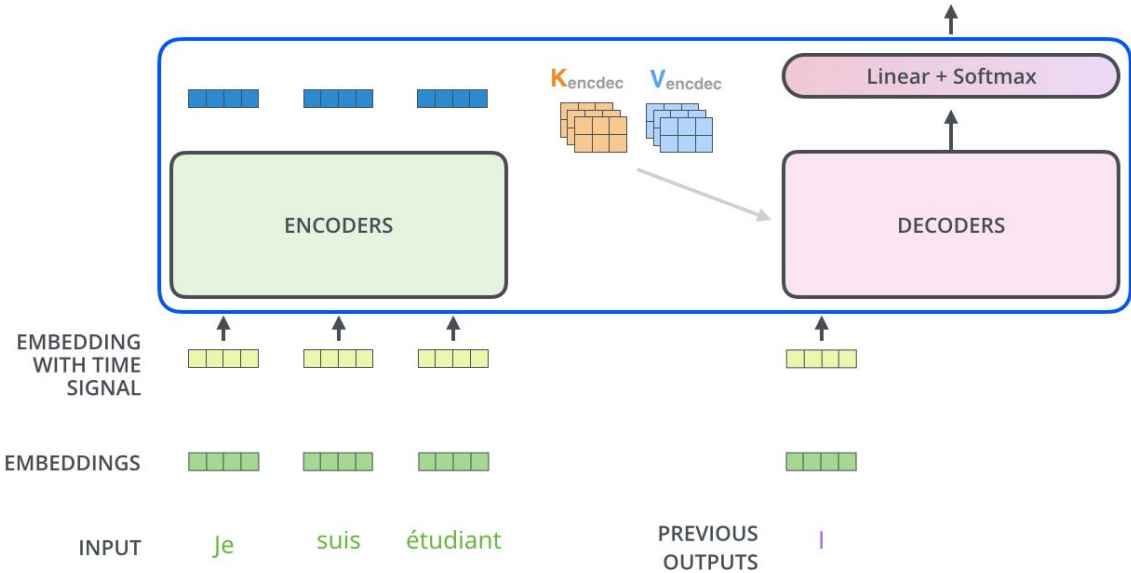 Linear + Softmax
Kencdec
Vencdec
ENCODERS
DECODERS
EMBEDDING
WITH TIME
SIGNAL
EMBEDDINGS
INPUT
Je
suis
étudiant
PREVIOUS
OUTPUTS
I